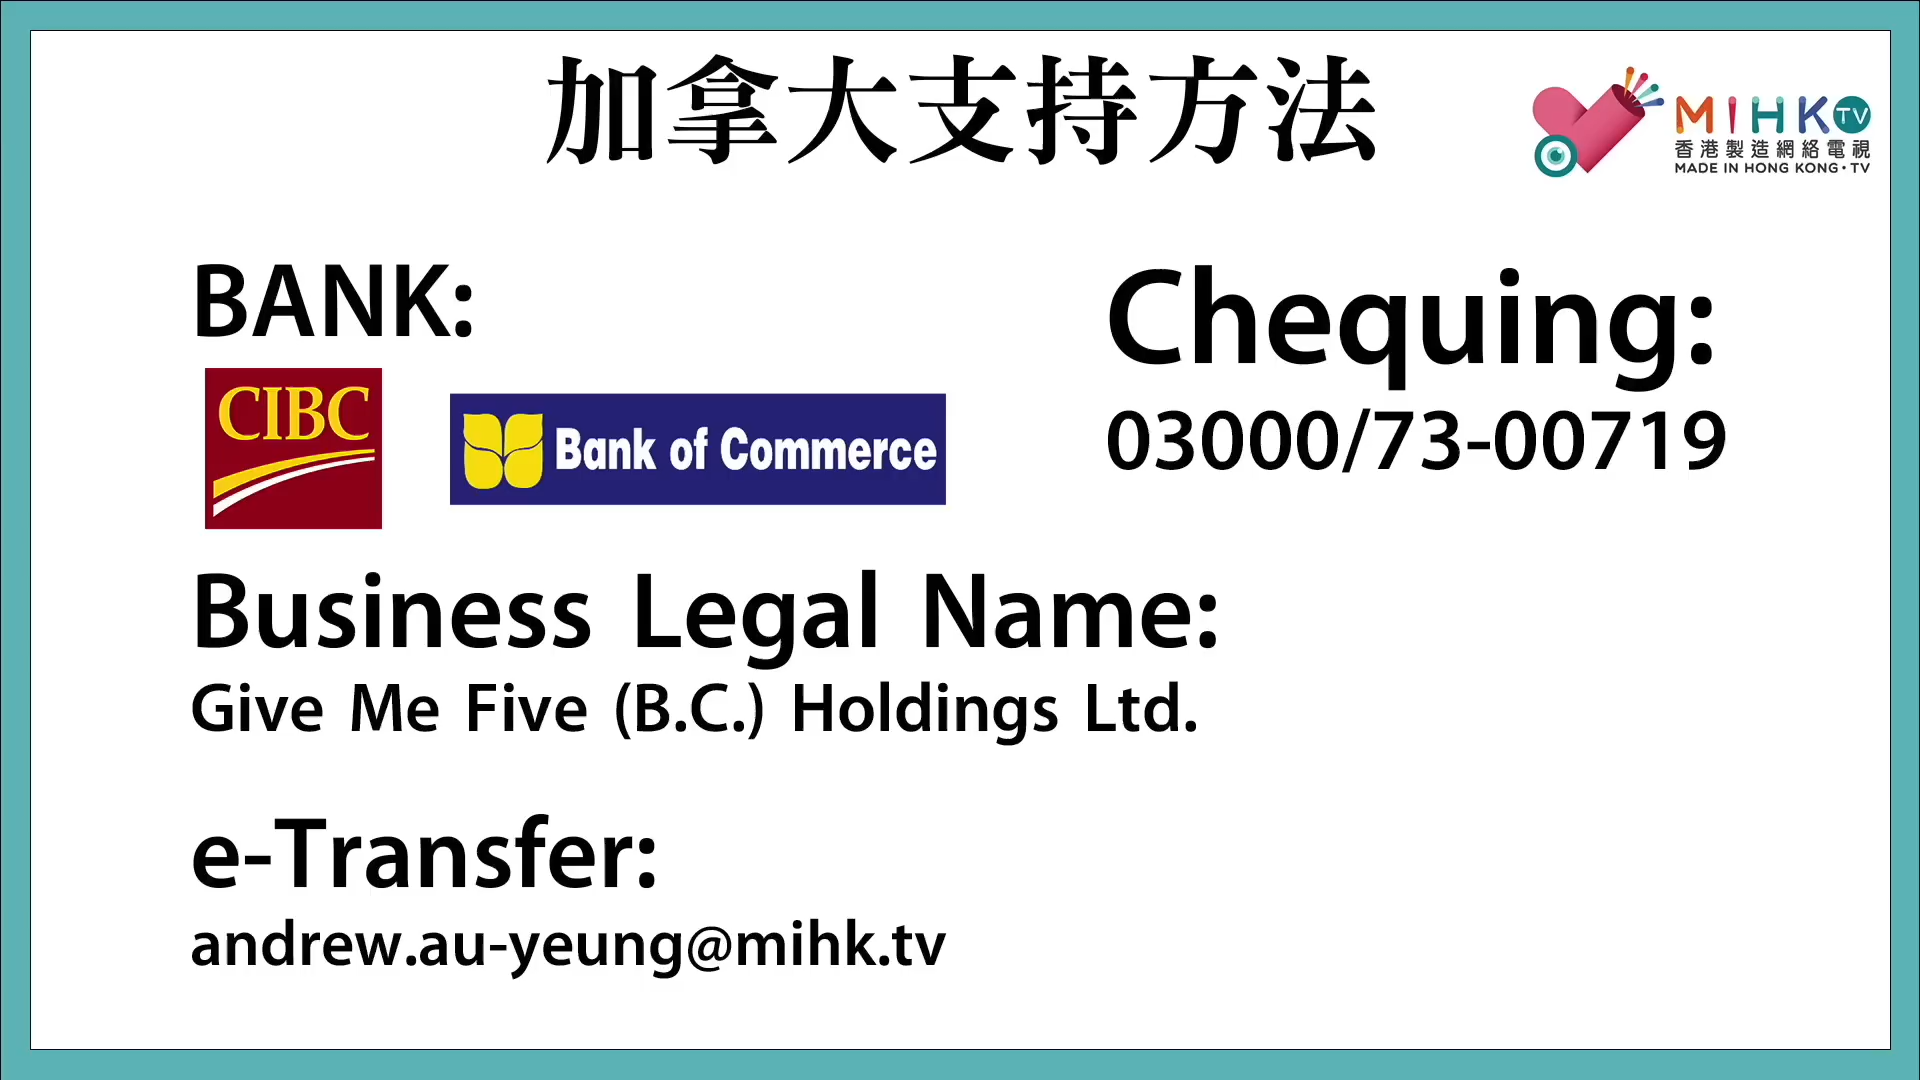 加拿大支持方法
MIHK TV
香港製造網絡電視
MADE IN HONG KONG・TV
BANK:
CIBC
Bank of Commerce
Chequing:
03000/73-00719
Business Legal Name:
Give Me Five (B.C.) Holdings Ltd.
e-Transfer:
andrew.au-yeung@mihk.tv